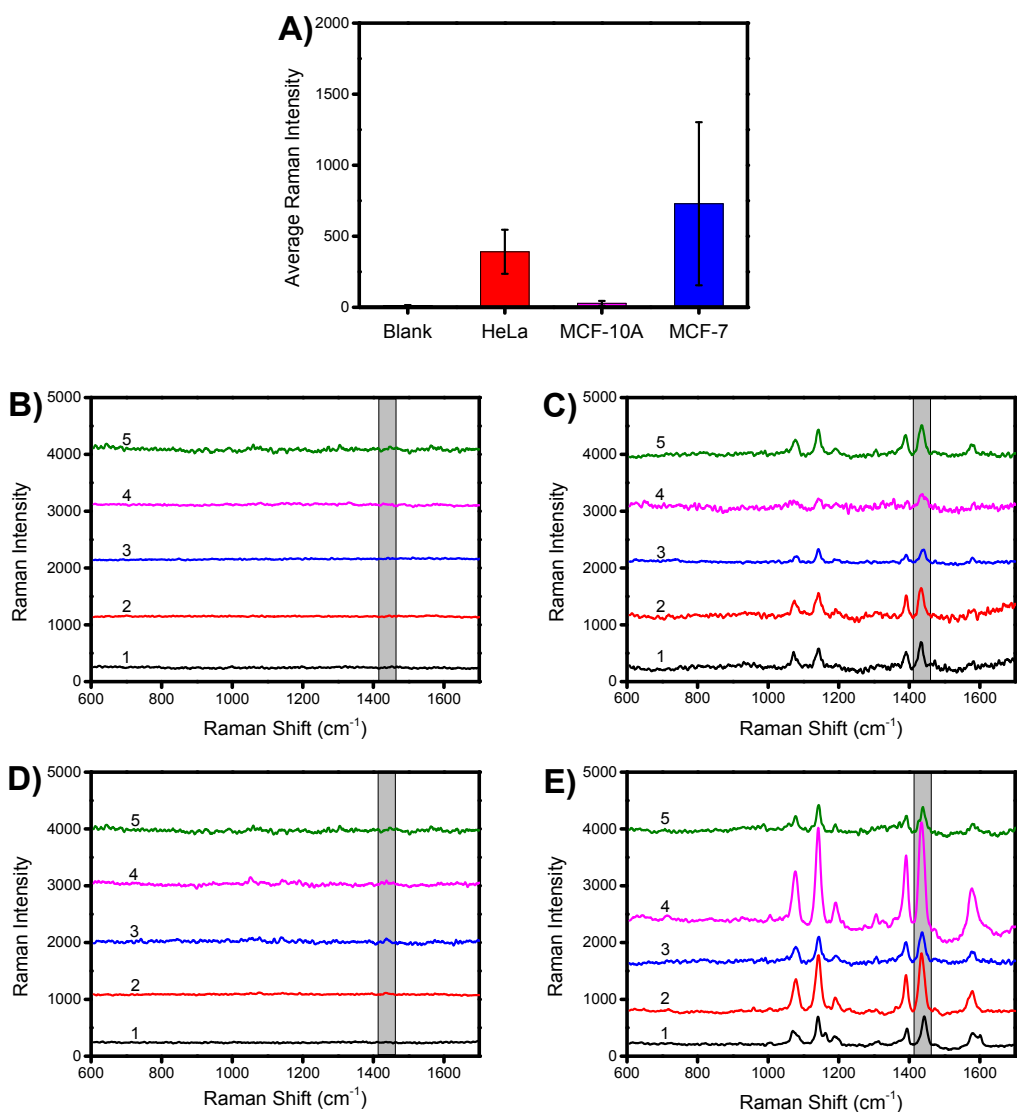 A)
2000
1500
1000
500
0
Average Raman Intensity
Blank HeLa MCF-10A MCF-7
B)
5000
4000
3000
2000
1000
0
Raman Intensity
5
4
3
2
1
600 800 1000 1200 1400 1600
Raman Shift (cm⁻¹)
C)
5000
4000
3000
2000
1000
0
Raman Intensity
5
4
3
2
1
600 800 1000 1200 1400 1600
Raman Shift (cm⁻¹)
D)
5000
4000
3000
2000
1000
0
Raman Intensity
5
4
3
2
1
600 800 1000 1200 1400 1600
Raman Shift (cm⁻¹)
E)
5000
4000
3000
2000
1000
0
Raman Intensity
5
4
3
2
1
600 800 1000 1200 1400 1600
Raman Shift (cm⁻¹)